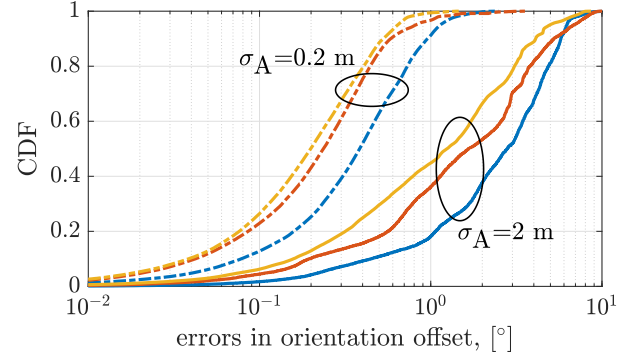 1
0.8
0.6
0.4
0.2
0
CDF
σA=0.2 m
σA=2 m
10-2
10-1
100
101
errors in orientation offset, [°]